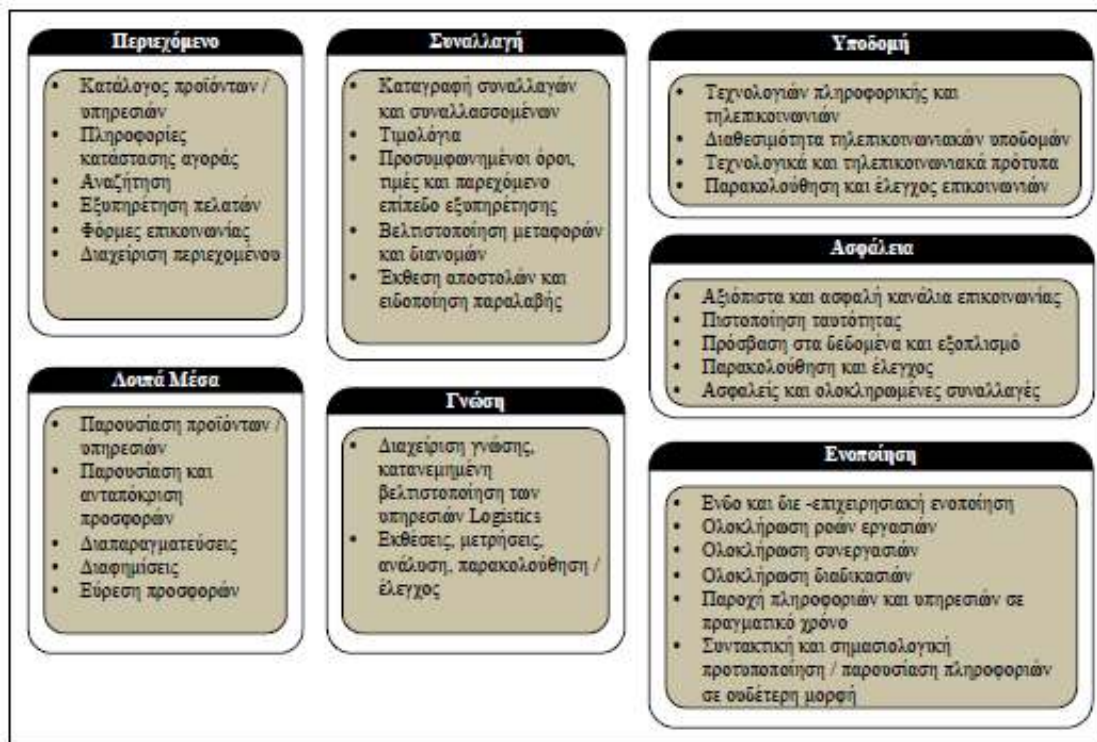 Περιεχόμενο
• Κατάλογος προϊόντων /
υπηρεσιών
• Πληροφορίες
κατάστασης αγοράς
• Αναζήτηση
• Εξυπηρέτηση πελατών
• Φόρμες επικοινωνίας
• Διαχείριση περιεχομένου
Λοιπά Μέσα
• Παρουσίαση προϊόντων /
υπηρεσιών
• Παρουσίαση και
ανταπόκριση
προσφορών
• Διαπαραγματεύσεις
• Διαφημίσεις
• Εύρεση προσφορών
Συναλλαγή
• Καταγραφή συναλλαγών
και συναλλασσομένων
• Τιμολόγια
• Προσυμφωνημένοι όροι,
τιμές και παρεχόμενο
επίπεδο εξυπηρέτησης
• Βελτιστοποίηση μεταφορών
και διανομών
• Έκθεση αποστολών και
ειδοποίηση παραλαβής
Γνώση
• Διαχείριση γνώσης,
κατανεμημένη
βελτιστοποίηση των
υπηρεσιών Logistics
• Εκθέσεις, μετρήσεις,
ανάλυση, παρακολούθηση /
έλεγχος
Υποδομή
• Τεχνολογιών πληροφορικής και
τηλεπικοινωνιών
• Διαθεσιμότητα τηλεπικοινωνιακών υποδομών
• Τεχνολογικά και τηλεπικοινωνιακά πρότυπα
• Παρακολούθηση και έλεγχος επικοινωνιών
Ασφάλεια
• Αξιόπιστα και ασφαλή κανάλια επικοινωνίας
• Πιστοποίηση ταυτότητας
• Πρόσβαση στα δεδομένα και εξοπλισμό
• Παρακολούθηση και έλεγχος
• Ασφαλείς και ολοκληρωμένες συναλλαγές
Ενοποίηση
• Ενδο και διε -επιχειρησιακή ενοποίηση
• Ολοκλήρωση ροών εργασιών
• Ολοκλήρωση συνεργασιών
• Ολοκλήρωση διαδικασιών
• Παροχή πληροφοριών και υπηρεσιών σε
πραγματικό χρόνο
• Συντακτική και σημασιολογική
προτυποποίηση / παρουσίαση πληροφοριών
σε ουδέτερη μορφή